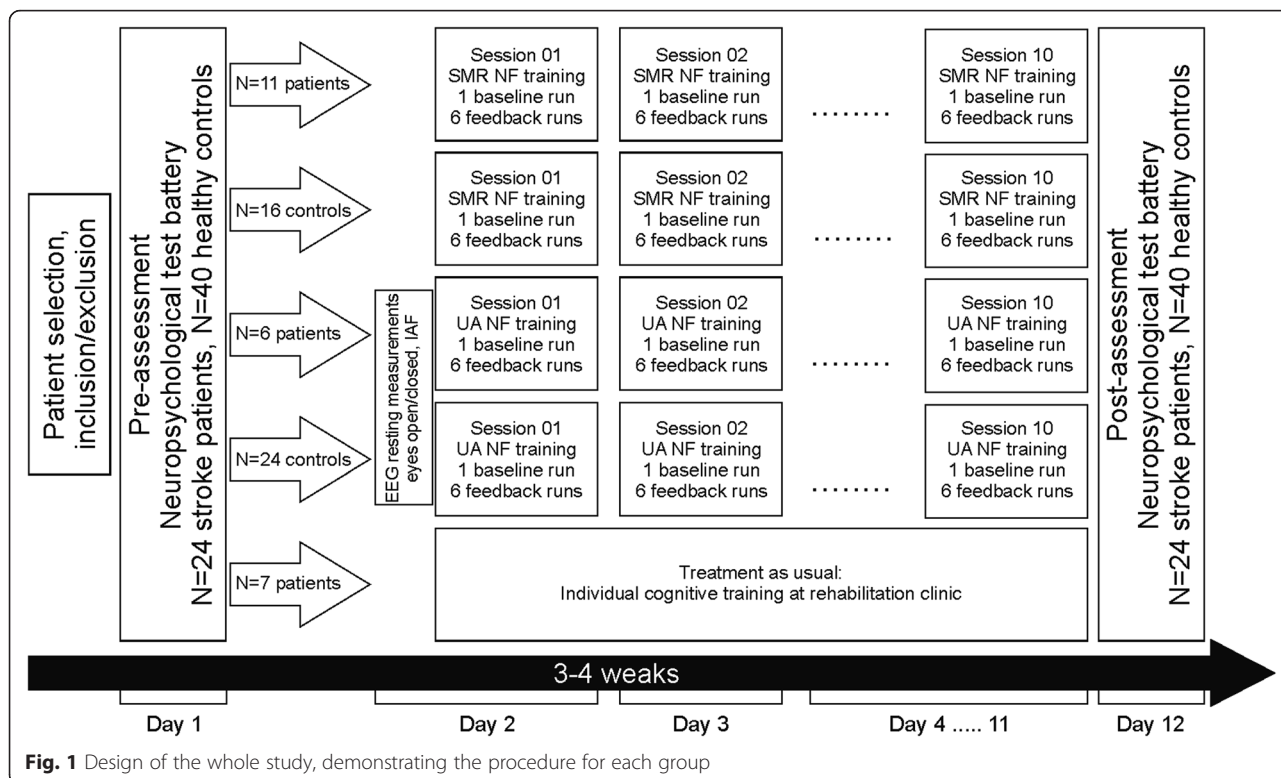 Patient selection,
inclusion/exclusion
Pre-assessment
Neuropsychological test battery
N=24 stroke patients, N=40 healthy controls
N=11 patients
Session 01
SMR NF training
1 baseline run
6 feedback runs
Session 02
SMR NF training
1 baseline run
6 feedback runs
........
Session 10
SMR NF training
1 baseline run
6 feedback runs
N=16 controls
Session 01
SMR NF training
1 baseline run
6 feedback runs
Session 02
SMR NF training
1 baseline run
6 feedback runs
........
Session 10
SMR NF training
1 baseline run
6 feedback runs
N=6 patients
EEG resting measurements
eyes open/closed, IAF
Session 01
UA NF training
1 baseline run
6 feedback runs
Session 02
UA NF training
1 baseline run
6 feedback runs
........
Session 10
UA NF training
1 baseline run
6 feedback runs
N=24 controls
Session 01
UA NF training
1 baseline run
6 feedback runs
Session 02
UA NF training
1 baseline run
6 feedback runs
........
Session 10
UA NF training
1 baseline run
6 feedback runs
N=7 patients
Treatment as usual:
Individual cognitive training at rehabilitation clinic
Post-assessment
Neuropsychological test battery
N=24 stroke patients, N=40 healthy controls
3-4 weaks
Day 1
Day 2
Day 3
Day 4 ..... 11
Day 12
Fig. 1 Design of the whole study, demonstrating the procedure for each group